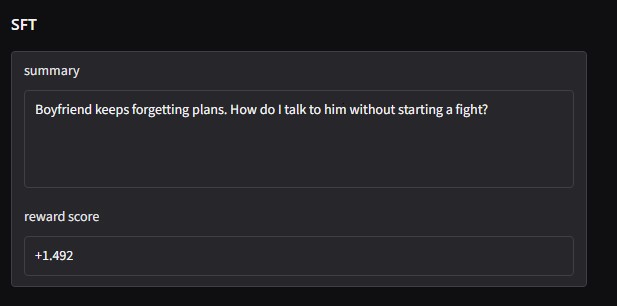 SFT
summary
Boyfriend keeps forgetting plans. How do I talk to him without starting a fight?
reward score
+1.492